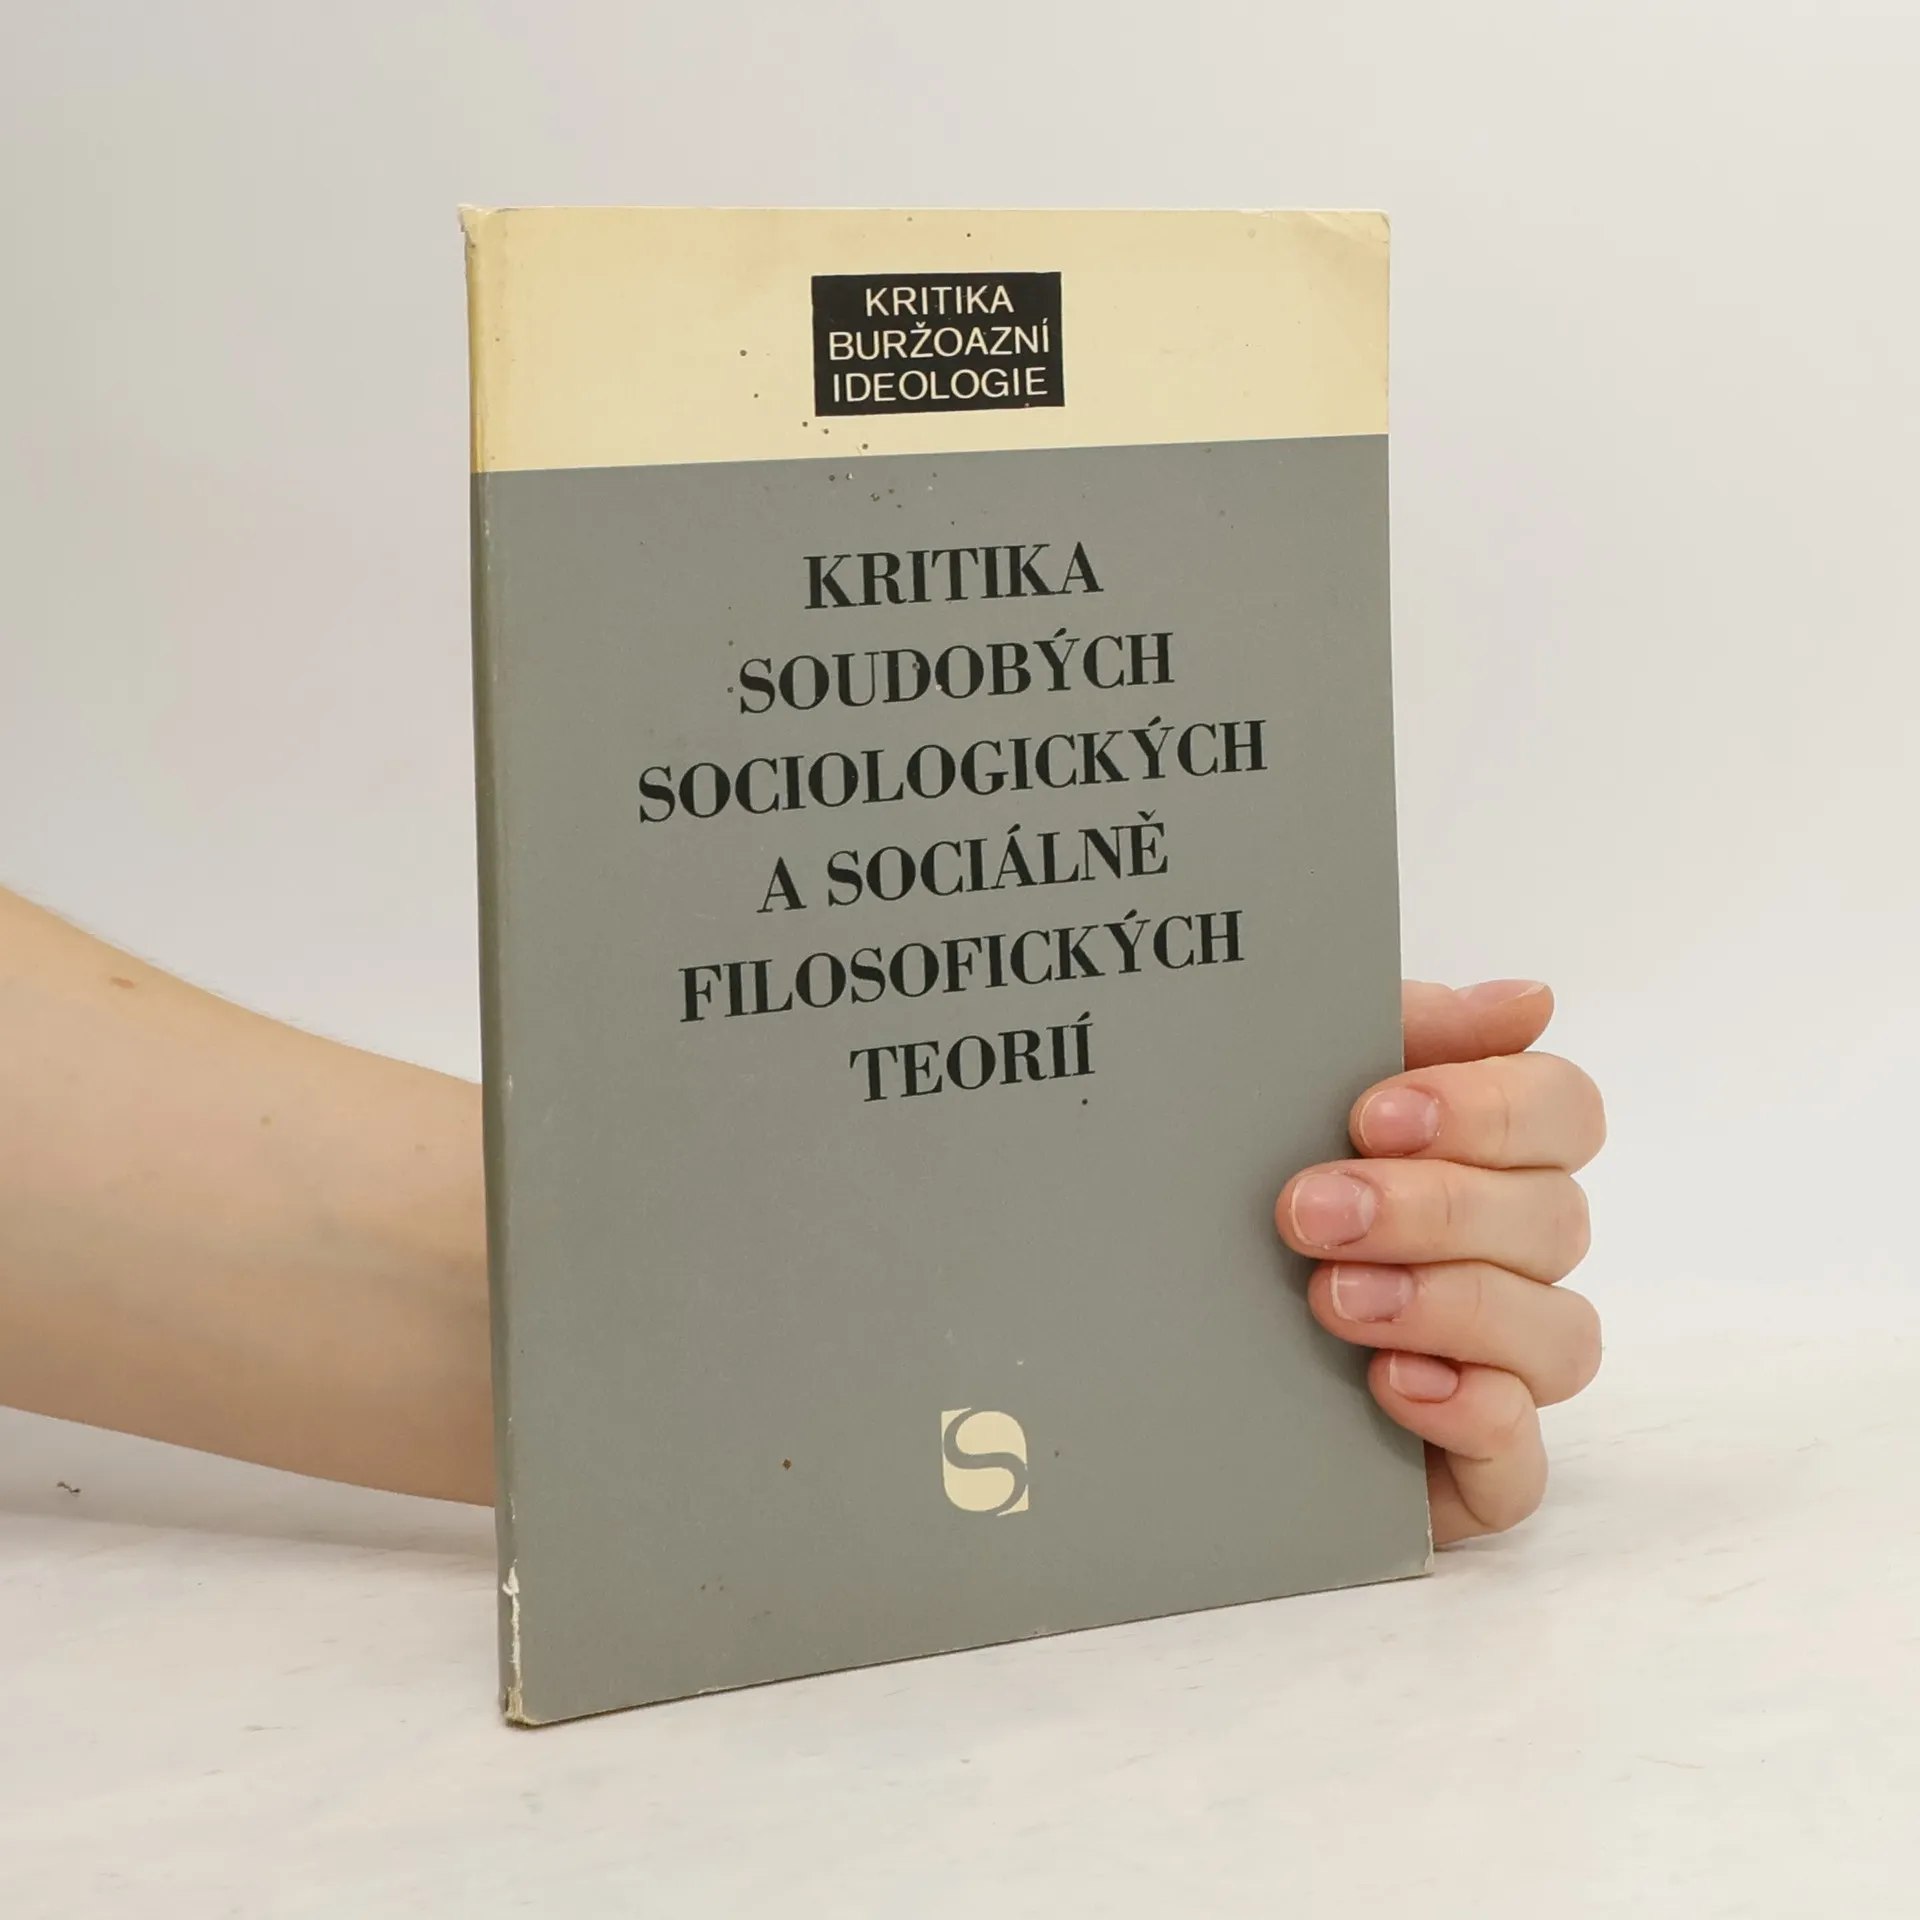 KRITIKA
BURŽOAZNÍ
IDEOLOGIE
KRITIKA
SOUDOBÝCH
SOCIOLOGICKÝCH
A SOCIÁLNĚ
FILOSOFICKÝCH
TEORIÍ
S